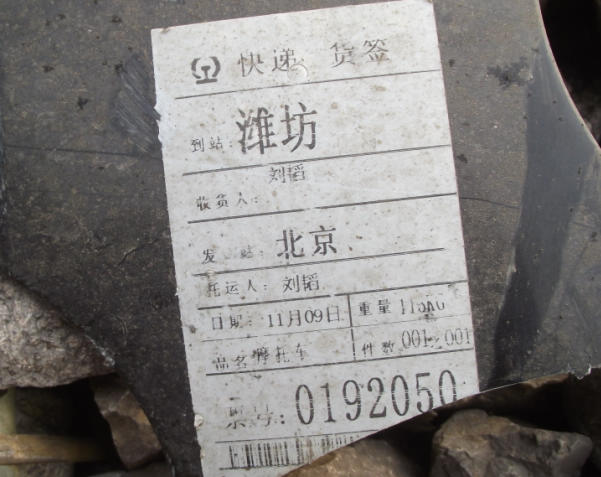 快递 货签
到站: 潍坊
刘韬
收货人:
发 站: 北京
托运人: 刘韬
日期: 11月09日 重量 118KG
品名 摩托车 件数 001/001
票号: 0192050